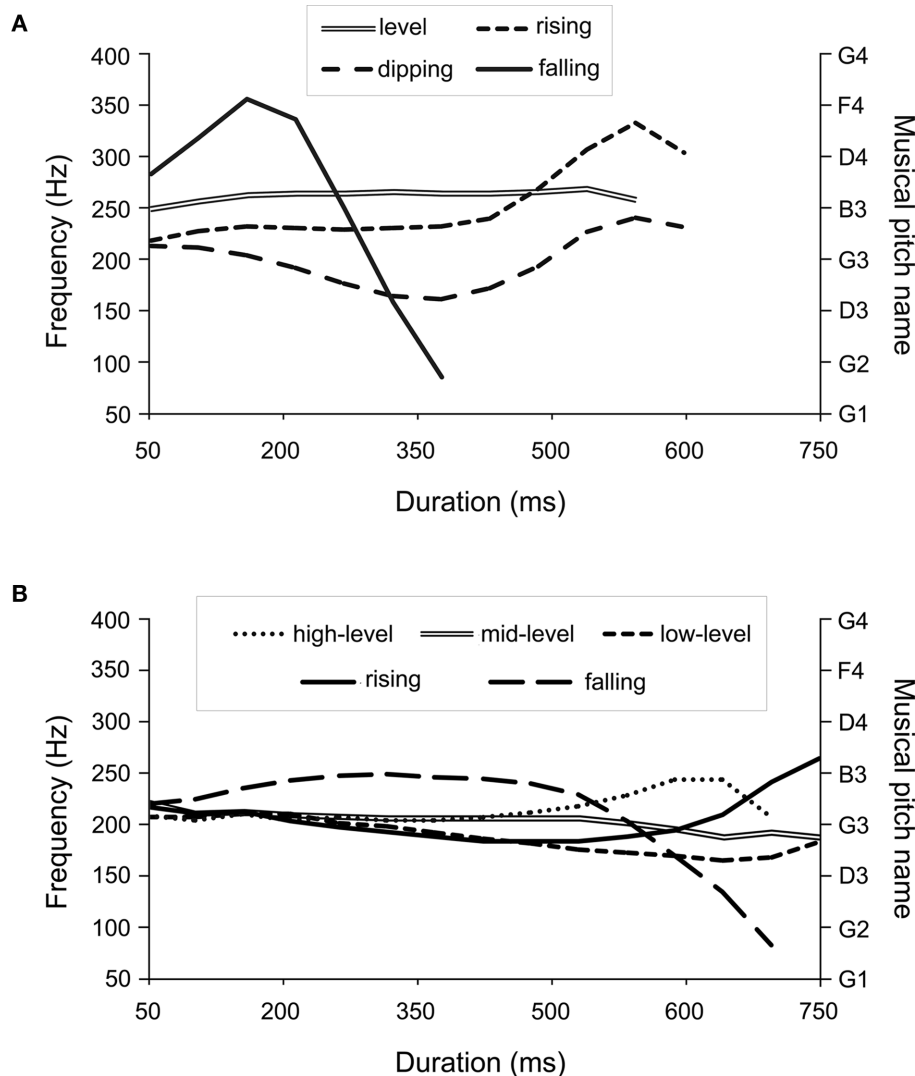 A
level rising
dipping falling
Frequency (Hz)
400
350
300
250
200
150
100
50
G4
F4
D4
B3
G3
D3
G2
G1
Musical pitch name
50 200 350 500 600 750
Duration (ms)
B
high-level mid-level low-level
rising falling
Frequency (Hz)
400
350
300
250
200
150
100
50
G4
F4
D4
B3
G3
D3
G2
G1
Musical pitch name
50 200 350 500 600 750
Duration (ms)